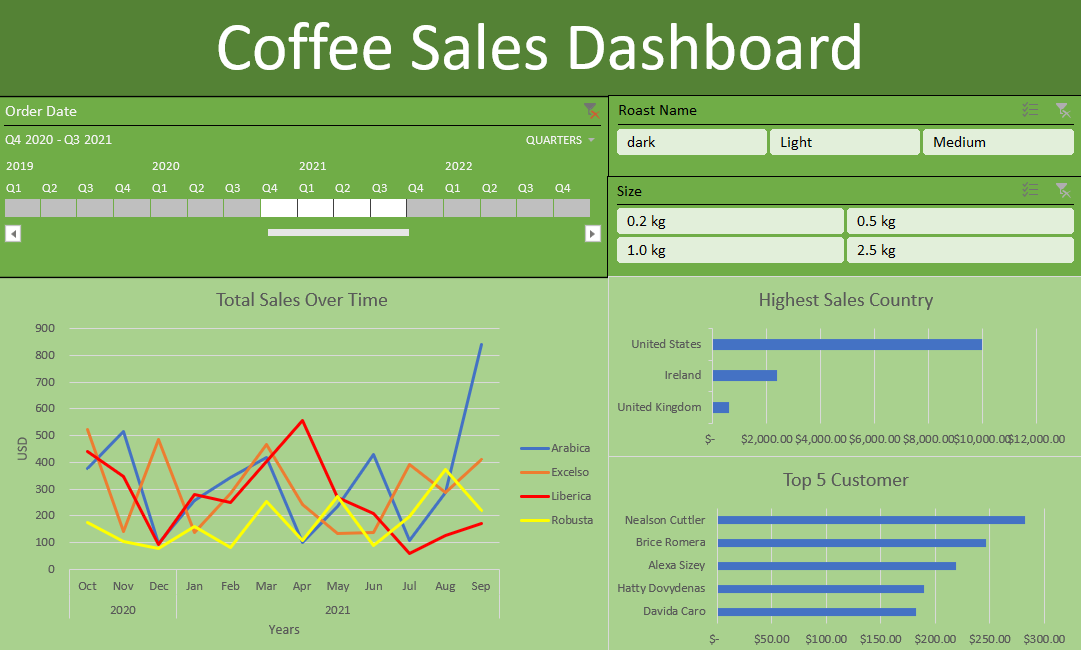 Coffee Sales Dashboard
Order Date
Q4 2020 - Q3 2021
QUARTERS
2019 2020 2021 2022
Q1 Q2 Q3 Q4 Q1 Q2 Q3 Q4 Q1 Q2 Q3 Q4 Q1 Q2 Q3 Q4
Roast Name
dark Light Medium
Size
0.2 kg 0.5 kg
1.0 kg 2.5 kg
Total Sales Over Time
900
800
700
600
500
400
300
200
100
0
USD
Oct Nov Dec Jan Feb Mar Apr May Jun Jul Aug Sep
2020 2021
Years
Arabica
Excelso
Liberica
Robusta
Highest Sales Country
United States
Ireland
United Kingdom
$- $2,000.00 $4,000.00 $6,000.00 $8,000.00 $10,000.00 $12,000.00
Top 5 Customer
Nealson Cuttler
Brice Romera
Alexa Sizey
Hatty Dovydenas
Davida Caro
$- $50.00 $100.00 $150.00 $200.00 $250.00 $300.00